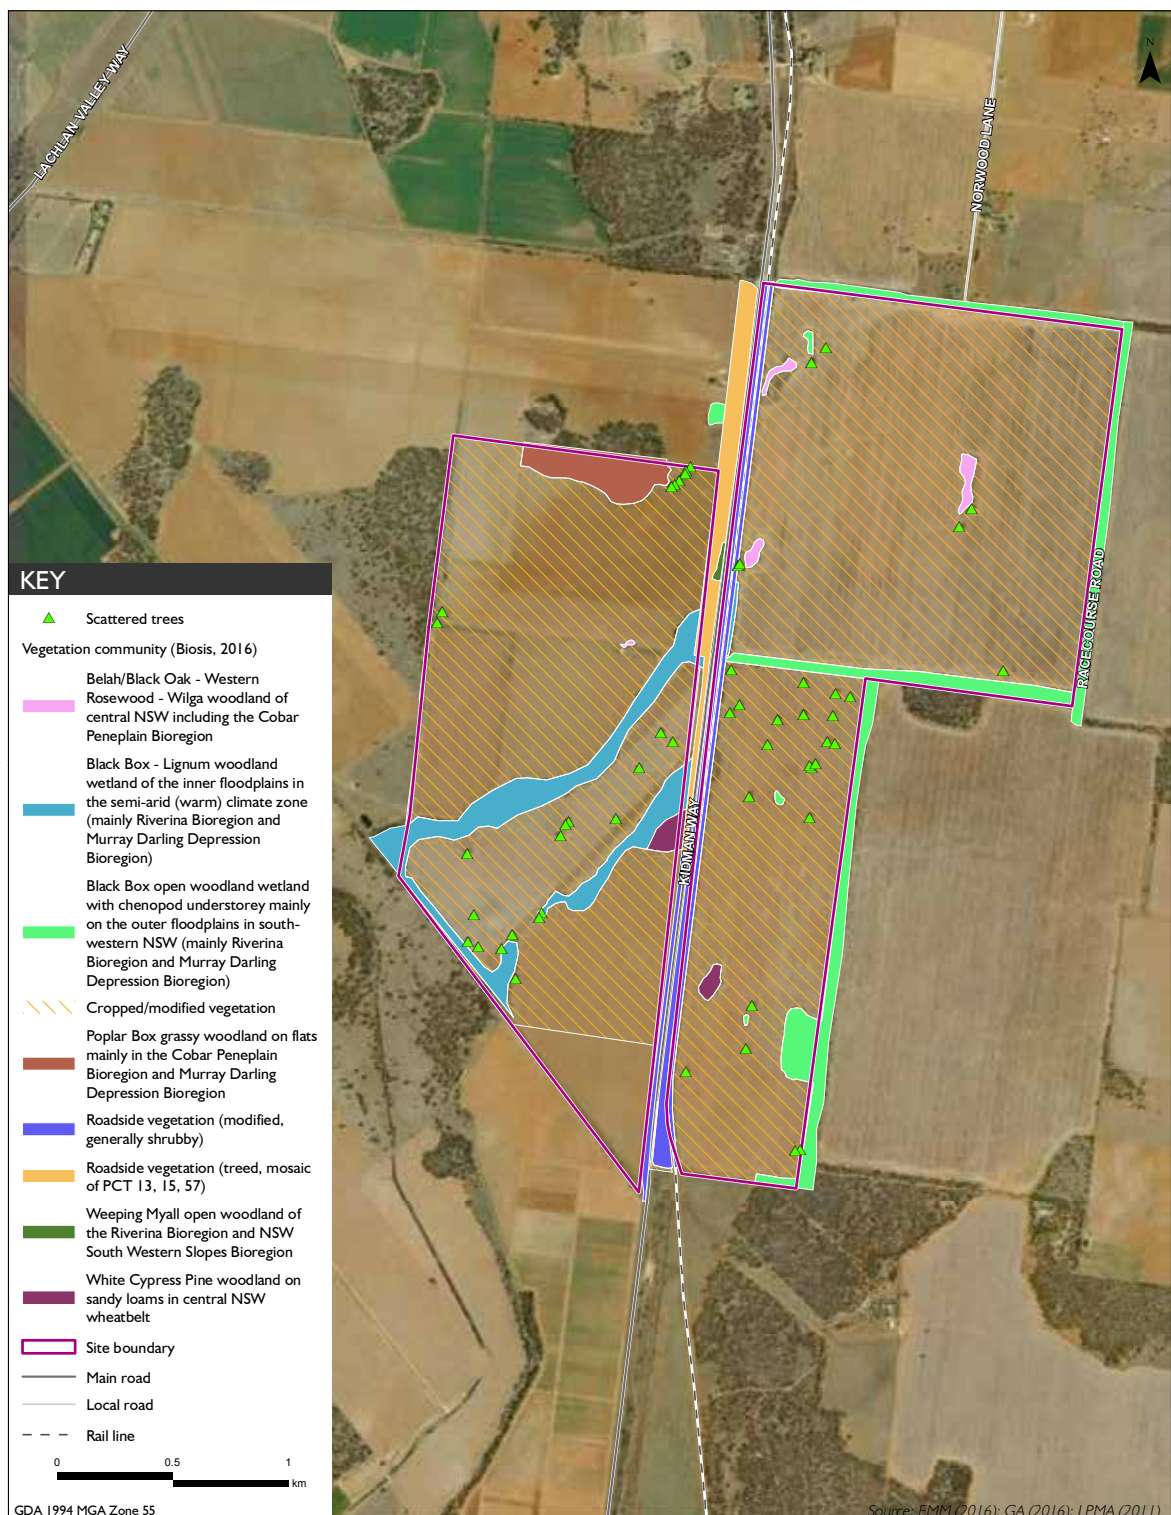 LACHLAN VALLEY WAY
NORWOOD LANE
N
RACECOURSE ROAD
KIDMAN WAY
KEY
Scattered trees
Vegetation community (Biosis, 2016)
Belah/Black Oak - Western
Rosewood - Wilga woodland of
central NSW including the Cobar
Peneplain Bioregion
Black Box - Lignum woodland
wetland of the inner floodplains in
the semi-arid (warm) climate zone
(mainly Riverina Bioregion and
Murray Darling Depression
Bioregion)
Black Box open woodland wetland
with chenopod understorey mainly
on the outer floodplains in south-
western NSW (mainly Riverina
Bioregion and Murray Darling
Depression Bioregion)
Cropped/modified vegetation
Poplar Box grassy woodland on flats
mainly in the Cobar Peneplain
Bioregion and Murray Darling
Depression Bioregion
Roadside vegetation (modified,
generally shrubby)
Roadside vegetation (treed, mosaic
of PCT 13, 15, 57)
Weeping Myall open woodland of
the Riverina Bioregion and NSW
South Western Slopes Bioregion
White Cypress Pine woodland on
sandy loams in central NSW
wheatbelt
Site boundary
Main road
Local road
Rail line
0 0.5 1
km
GDA 1994 MGA Zone 55
Source: EMM (2016); GA (2016); LPMA (2011)